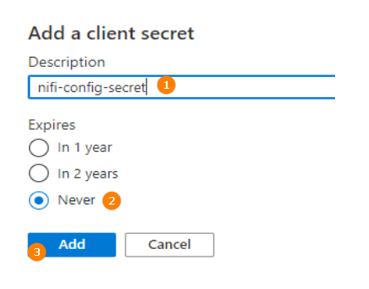 Add a client secret
Description
nifi-config-secret 1
Expires
In 1 year
In 2 years
Never 2
3 Add Cancel